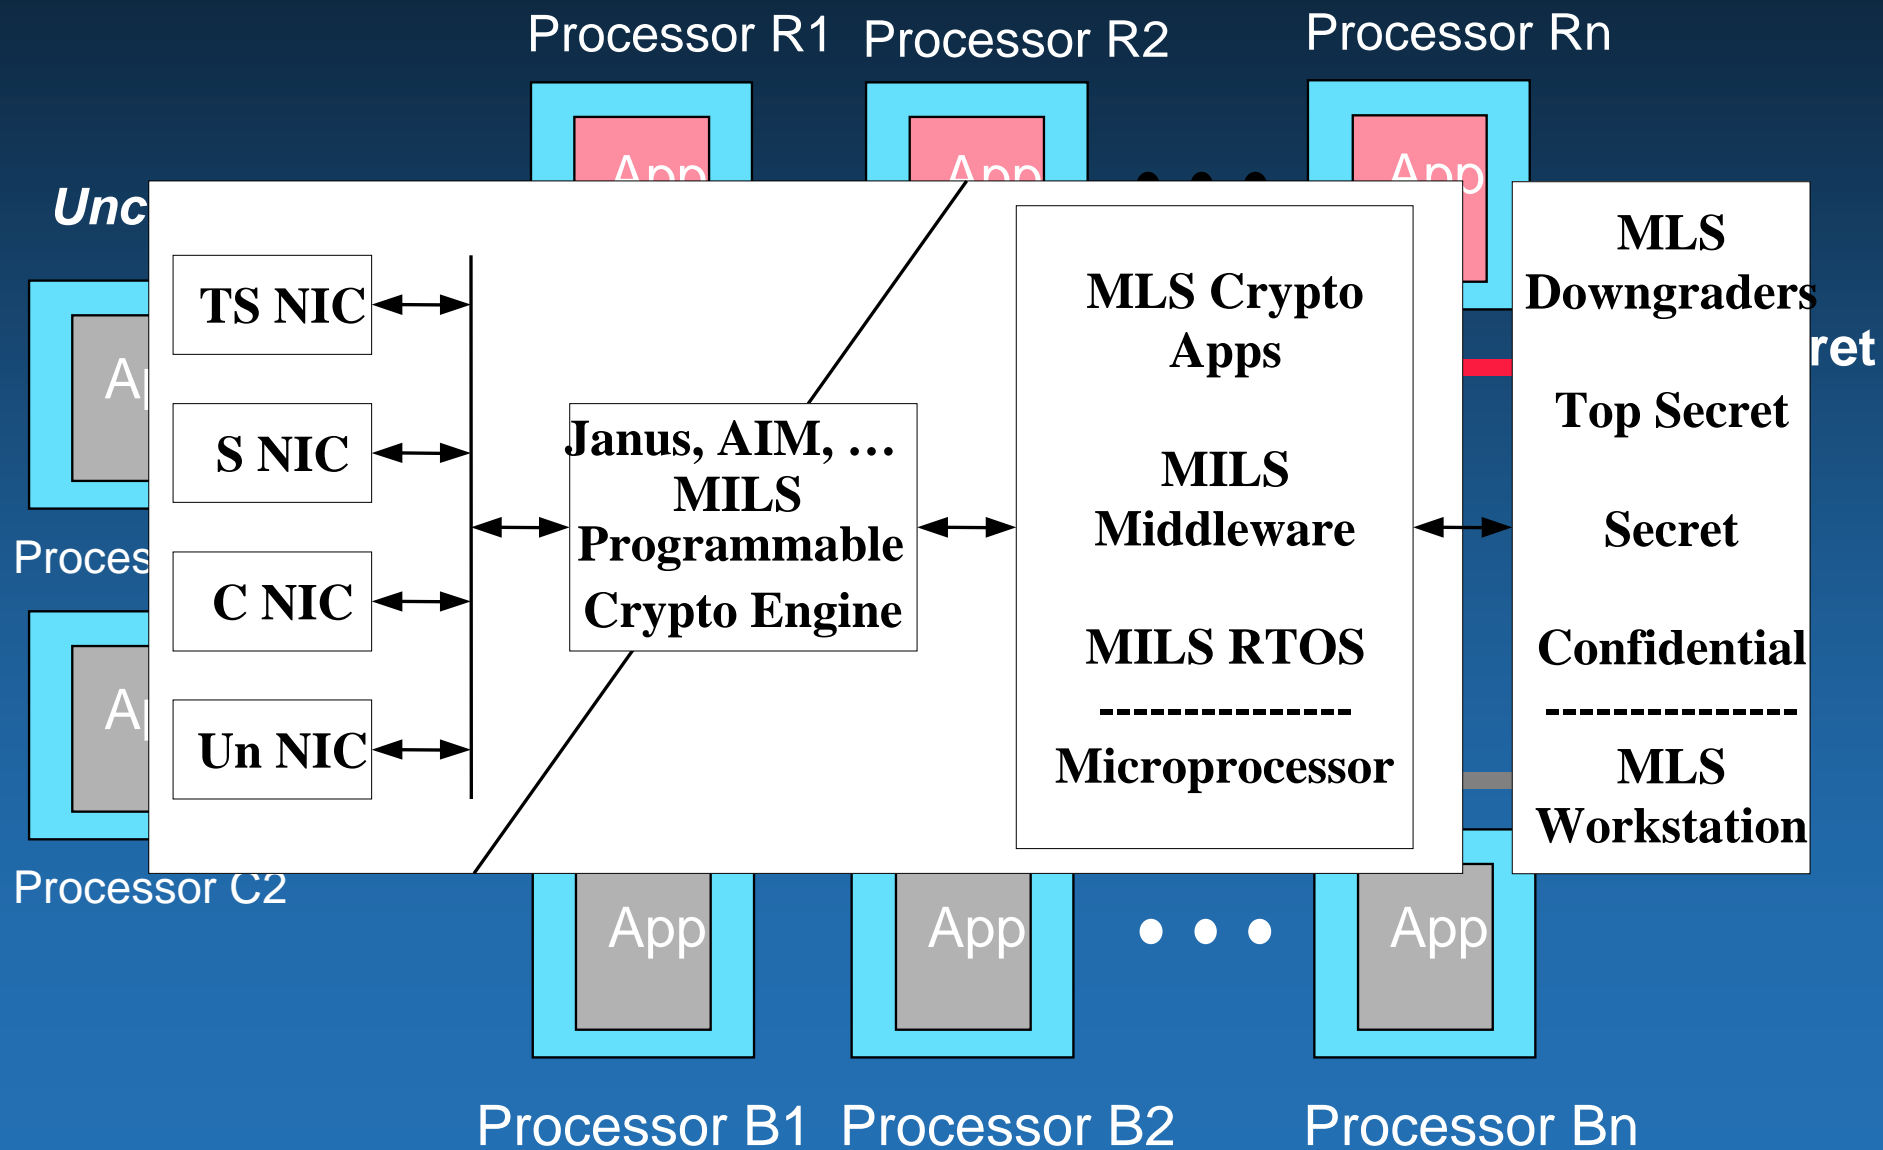 Processor R1
Processor R2
Processor Rn
App
App
App
Unc
TS NIC
S NIC
C NIC
Un NIC
Janus, AIM, …
MILS
Programmable
Crypto Engine
MLS Crypto
Apps
MILS
Middleware
MILS RTOS
--------------
Microprocessor
MLS
Downgraders
ret
Top Secret
Secret
Confidential
--------------
MLS
Workstation
Proces
Processor C2
App
App
App
Processor B1
Processor B2
Processor Bn